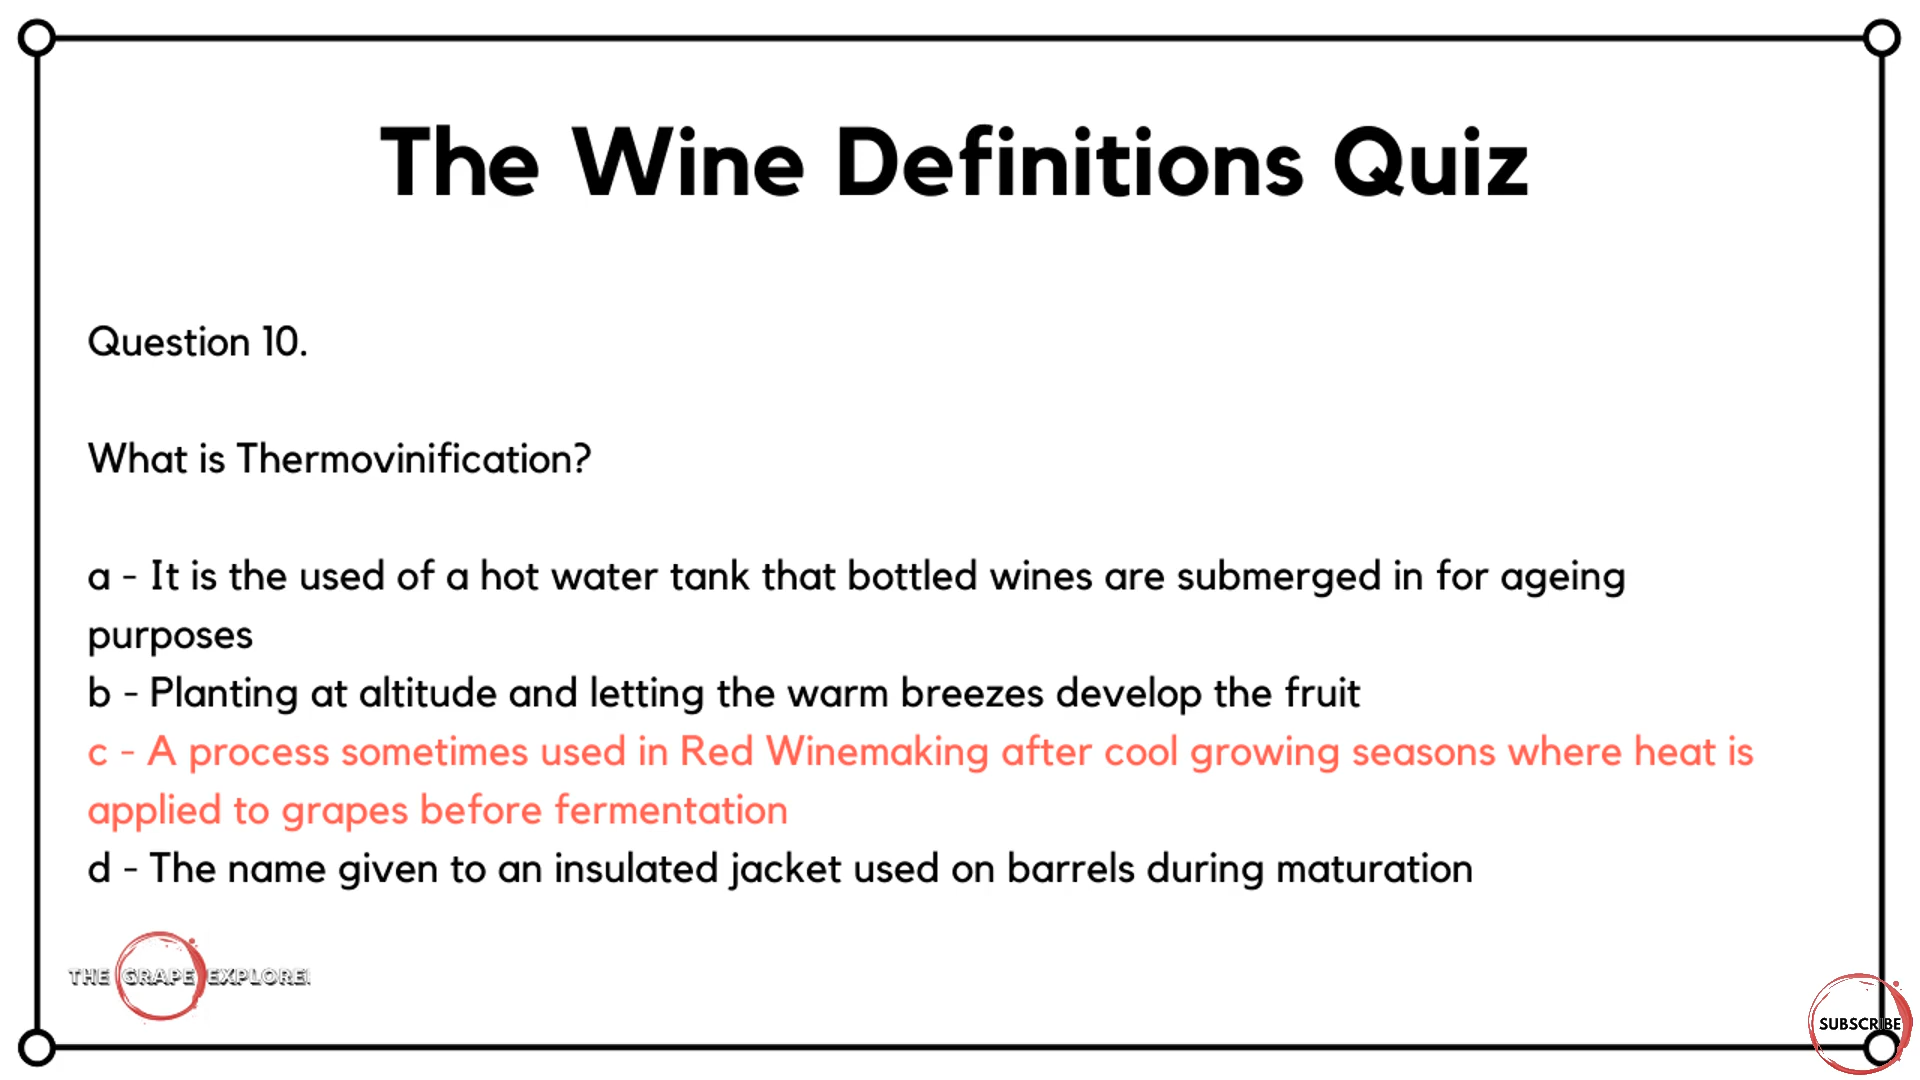 The Wine Definitions Quiz
Question 10.
What is Thermovinification?
a - It is the used of a hot water tank that bottled wines are submerged in for ageing
purposes
b - Planting at altitude and letting the warm breezes develop the fruit
c - A process sometimes used in Red Winemaking after cool growing seasons where heat is
applied to grapes before fermentation
d - The name given to an insulated jacket used on barrels during maturation
THE GRAPE EXPLORE
SUBSCRIBE